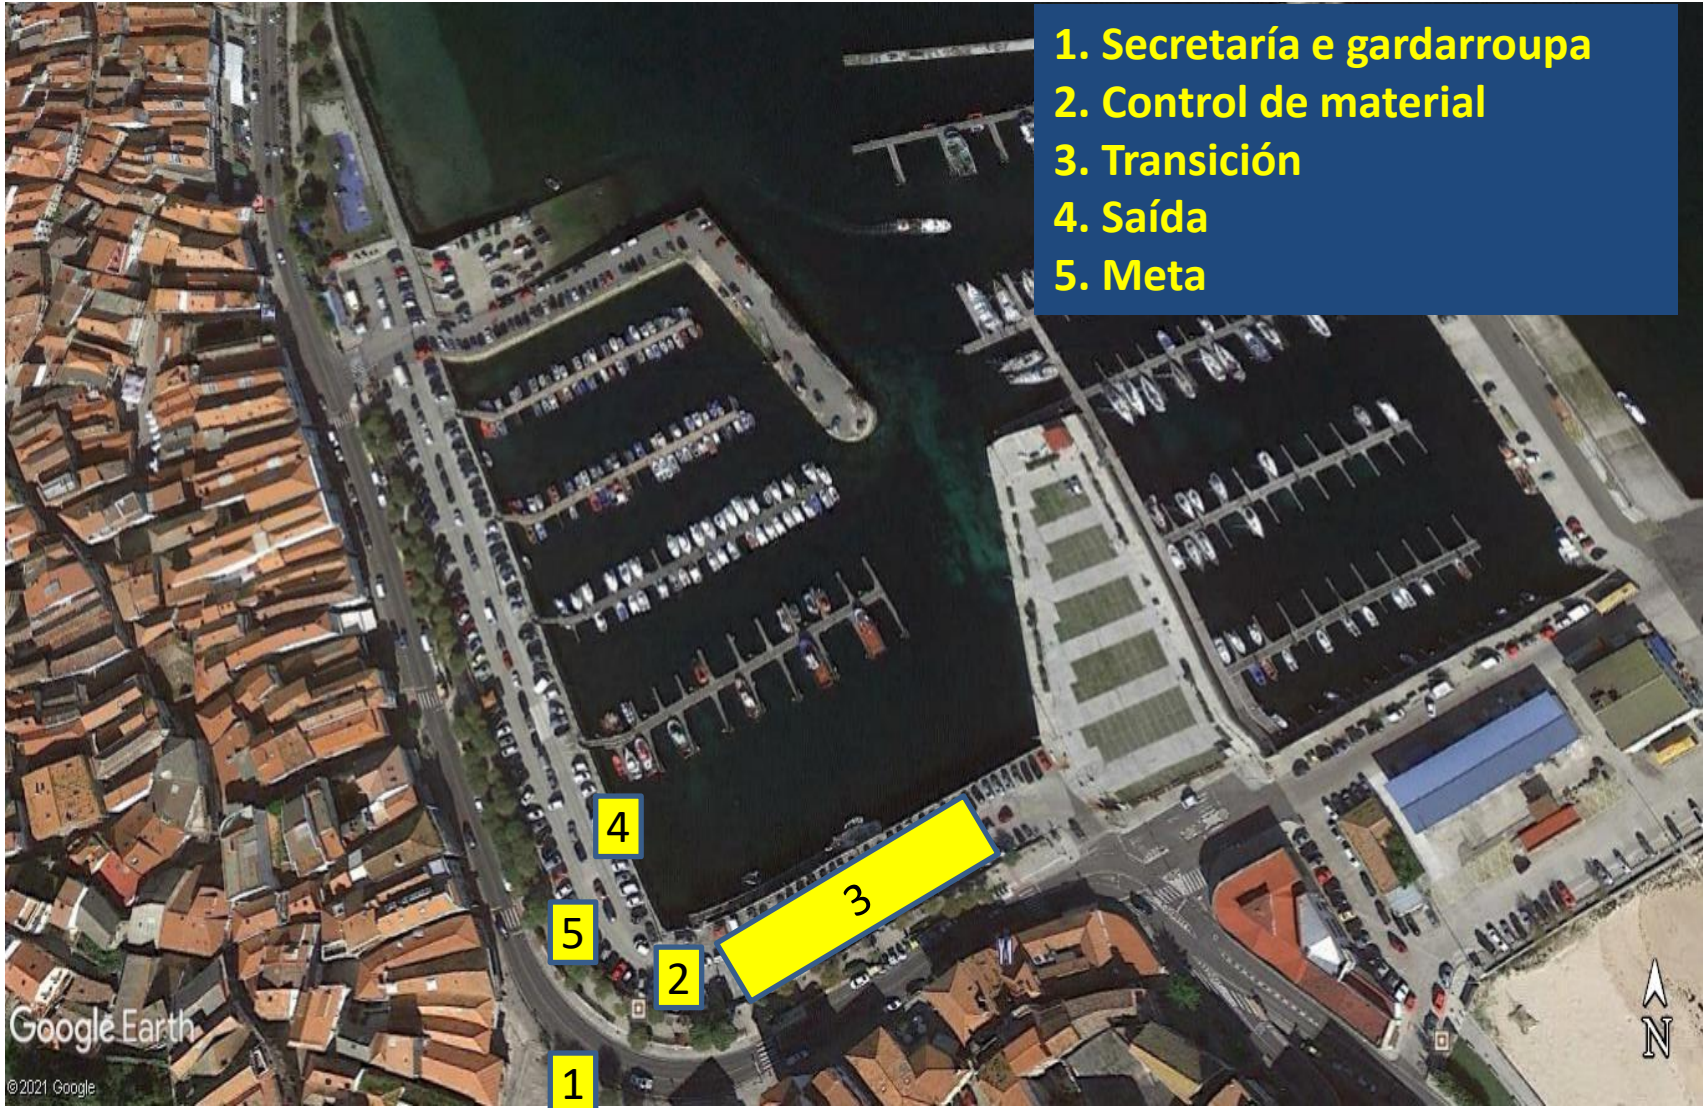 1. Secretaría e gardarroupa
2. Control de material
3. Transición
4. Saída
5. Meta
4
3
5
2
1
Google Earth
©2021 Google
N